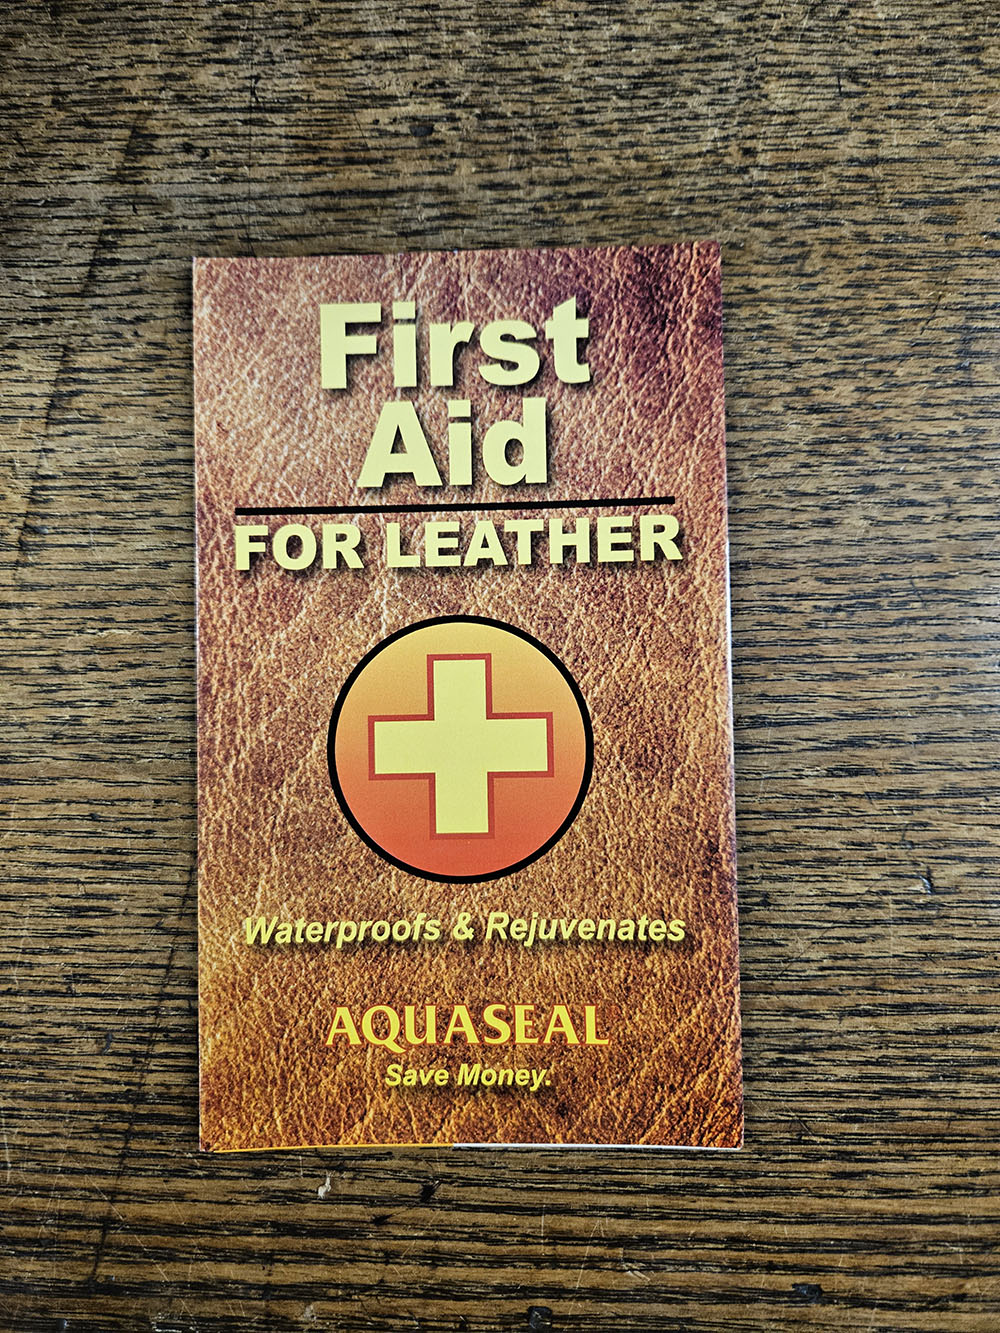 First
Aid
FOR LEATHER
Waterproofs & Rejuvenates
AQUASEAL
Save Money.